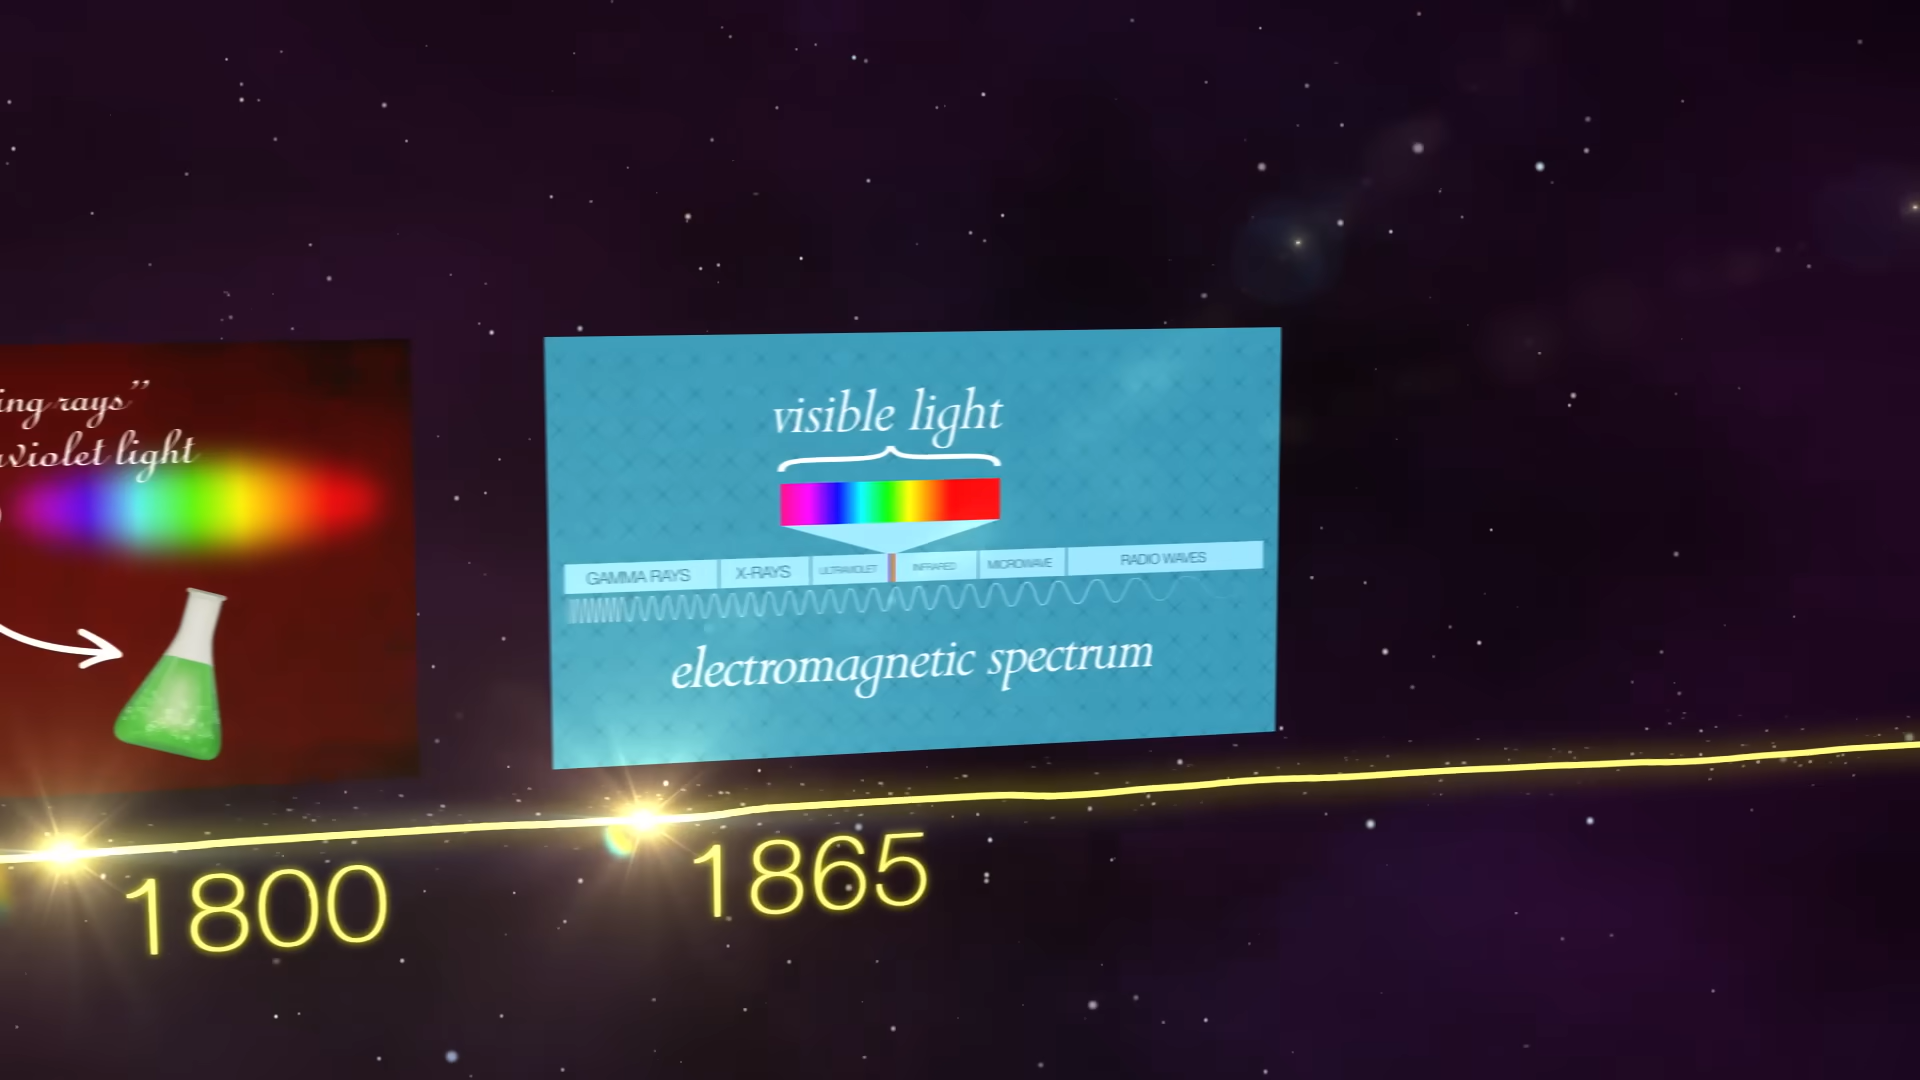 ing rays”
violet light
visible light
GAMMA RAYS X-RAYS ULTRAVIOLET INFRARED MICROWAVE RADIO WAVES
electromagnetic spectrum
1800
1865